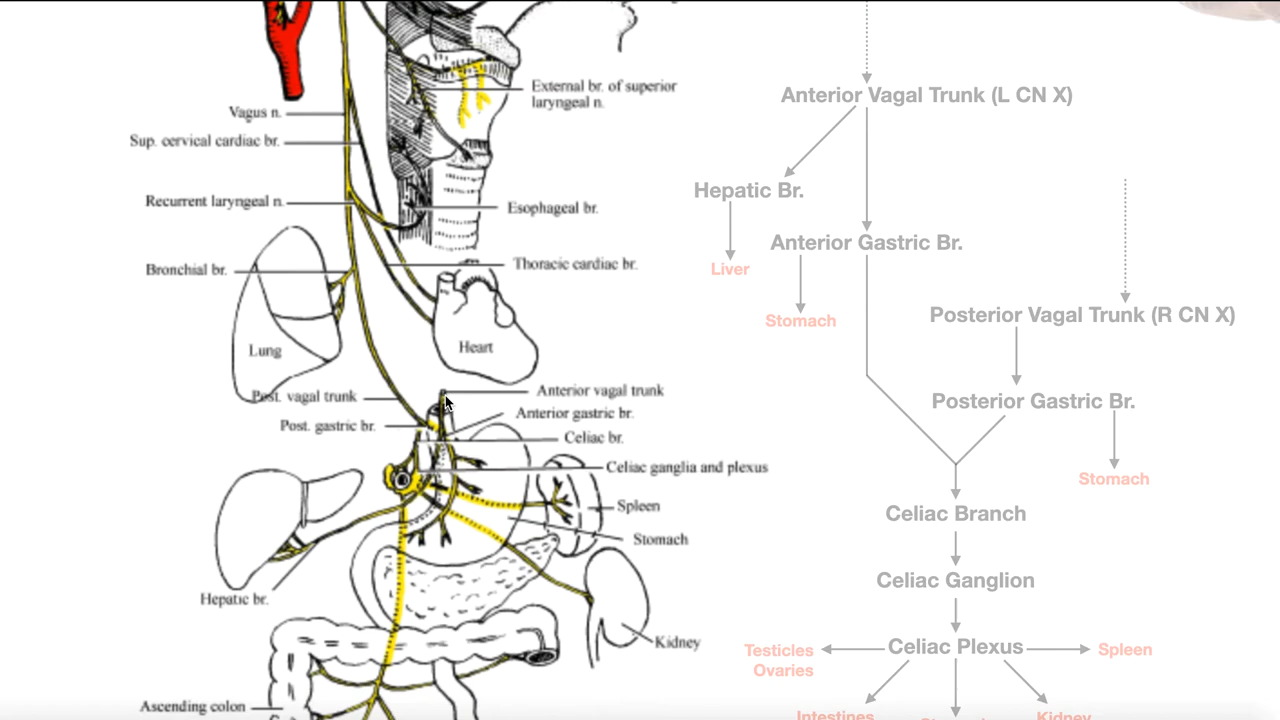 External br. of superior
laryngeal n.
Vagus n.
Sup. cervical cardiac br.
Recurrent laryngeal n.
Esophageal br.
Bronchial br.
Thoracic cardiac br.
Lung
Heart
Post. vagal trunk
Anterior vagal trunk
Anterior gastric br.
Post. gastric br.
Celiac br.
Celiac ganglia and plexus
Spleen
Stomach
Hepatic br.
Kidney
Ascending colon
Anterior Vagal Trunk (L CN X)
Hepatic Br.
Anterior Gastric Br.
Liver
Stomach
Posterior Vagal Trunk (R CN X)
Posterior Gastric Br.
Stomach
Celiac Branch
Celiac Ganglion
Celiac Plexus
Testicles
Ovaries
Spleen
Intestines
Kidney